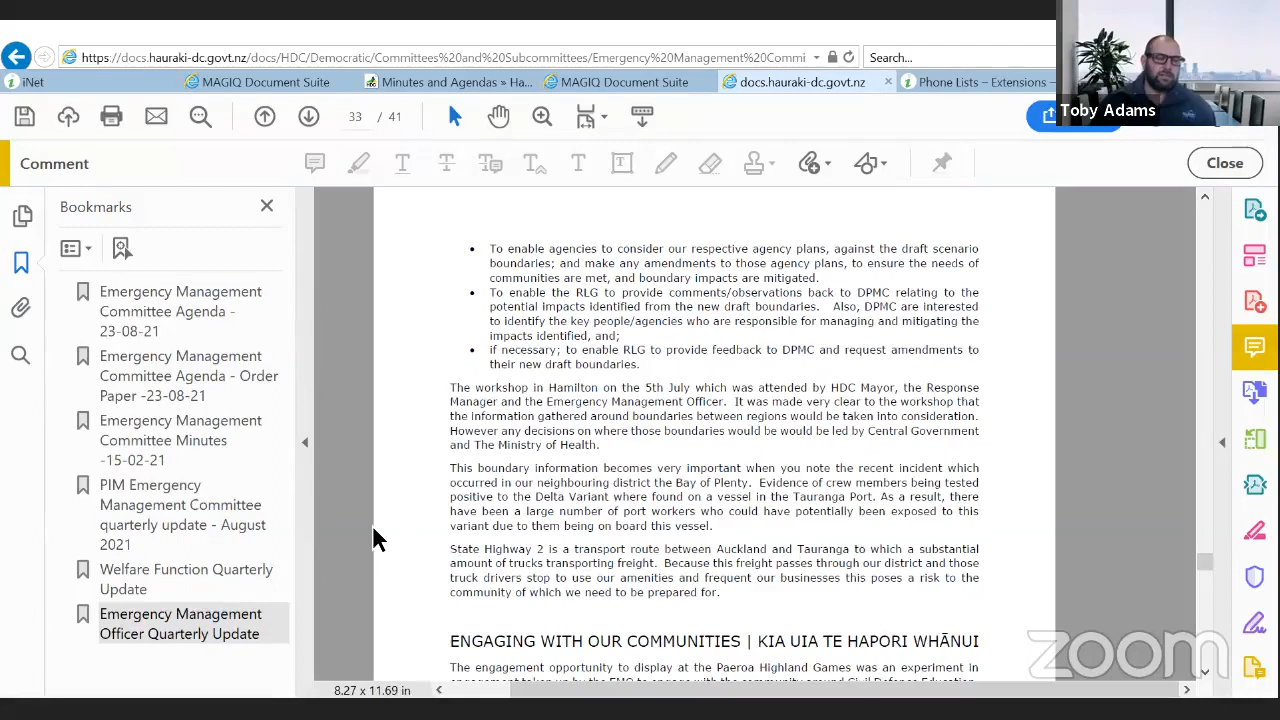 https://docs.hauraki-dc.govt.nz/docs/HDC/Democratic/Committees%20and%20Subcommittees/Emergency%20Management%20Commi
Search...
iNet
MAGIQ Document Suite
Minutes and Agendas » Ha...
MAGIQ Document Suite
docs.hauraki-dc.govt.nz
Phone Lists – Extensions –
Toby Adams
33 / 41
Comment
Close
Bookmarks
Emergency Management
Committee Agenda -
23-08-21
Emergency Management
Committee Agenda - Order
Paper -23-08-21
Emergency Management
Committee Minutes
-15-02-21
PIM Emergency
Management Committee
quarterly update - August
2021
Welfare Function Quarterly
Update
Emergency Management
Officer Quarterly Update
• To enable agencies to consider our respective agency plans, against the draft scenario
boundaries; and make any amendments to those agency plans, to ensure the needs of
communities are met, and boundary impacts are mitigated.
• To enable the RLG to provide comments/observations back to DPMC relating to the
potential impacts identified from the new draft boundaries. Also, DPMC are interested
to identify the key people/agencies who are responsible for managing and mitigating the
impacts identified, and;
• if necessary; to enable RLG to provide feedback to DPMC and request amendments to
their new draft boundaries.
The workshop in Hamilton on the 5th July which was attended by HDC Mayor, the Response
Manager and the Emergency Management Officer. It was made very clear to the workshop that
the information gathered around boundaries between regions would be taken into consideration.
However any decisions on where those boundaries would be would be led by Central Government
and The Ministry of Health.
This boundary information becomes very important when you note the recent incident which
occurred in our neighbouring district the Bay of Plenty. Evidence of crew members being tested
positive to the Delta Variant where found on a vessel in the Tauranga Port. As a result, there
have been a large number of port workers who could have potentially been exposed to this
variant due to them being on board this vessel.
State Highway 2 is a transport route between Auckland and Tauranga to which a substantial
amount of trucks transporting freight. Because this freight passes through our district and those
truck drivers stop to use our amenities and frequent our businesses this poses a risk to the
community of which we need to be prepared for.
ENGAGING WITH OUR COMMUNITIES | KIA UIA TE HAPORI WHĀNUI
The engagement opportunity to display at the Paeroa Highland Games was an experiment in
8.27 x 11.69 in
zoom